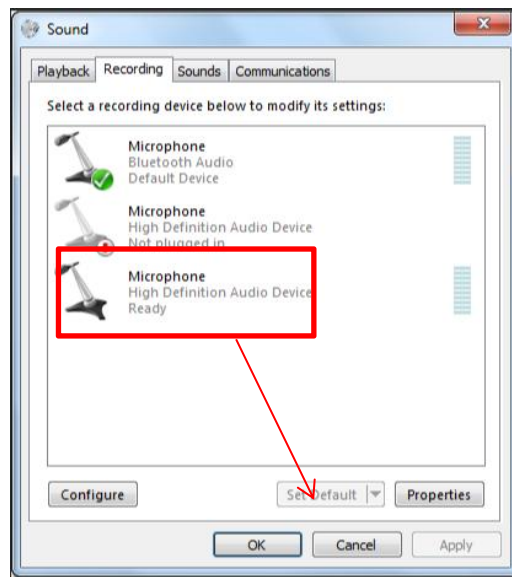 Sound
Playback Recording Sounds Communications
Select a recording device below to modify its settings:
Microphone
Bluetooth Audio
Default Device
Microphone
High Definition Audio Device
Not plugged in
Microphone
High Definition Audio Device
Ready
Configure Set Default Properties
OK Cancel Apply